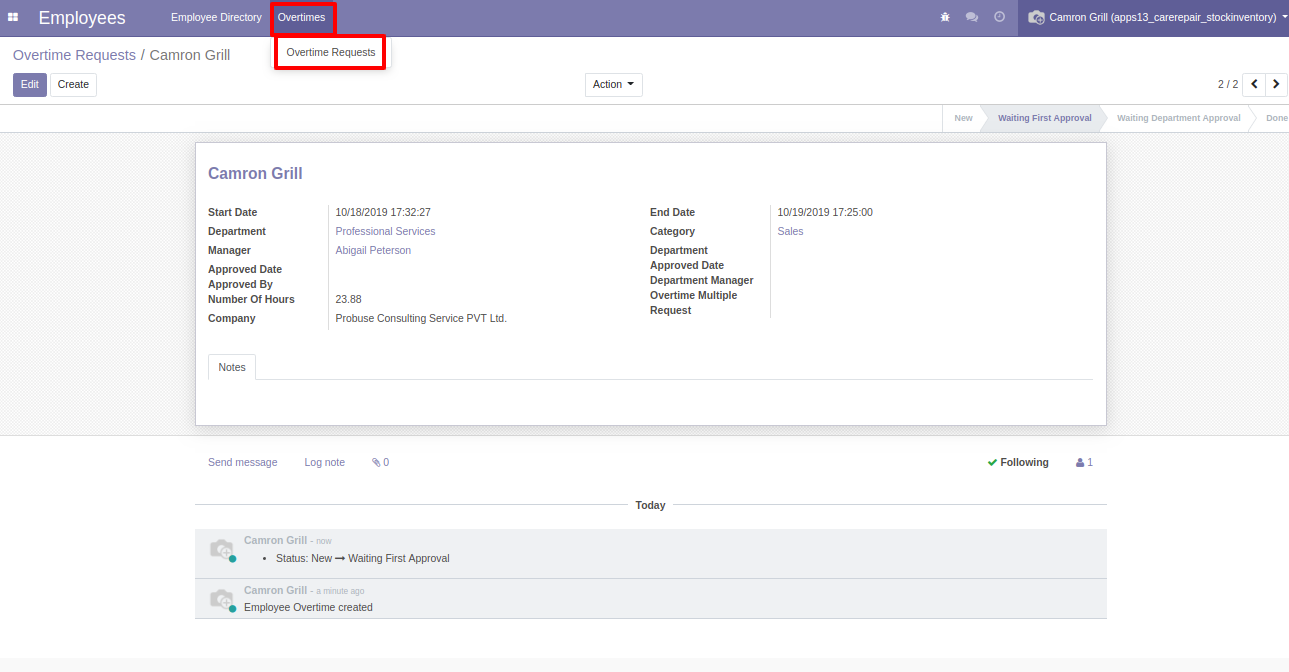 Employees Employee Directory Overtimes Camron Grill (apps13_carerepair_stockinventory)
Overtime Requests
Overtime Requests / Camron Grill
Edit Create Action 2 / 2
New Waiting First Approval Waiting Department Approval Done
Camron Grill
Start Date 10/18/2019 17:32:27 End Date 10/19/2019 17:25:00
Department Professional Services Category Sales
Manager Abigail Peterson Department
Approved Date Approved Date
Approved By Department Manager
Number Of Hours 23.88 Overtime Multiple
Company Probuse Consulting Service PVT Ltd. Request
Notes
Send message Log note 0 Following 1
Today
Camron Grill - now
• Status: New → Waiting First Approval
Camron Grill - a minute ago
Employee Overtime created